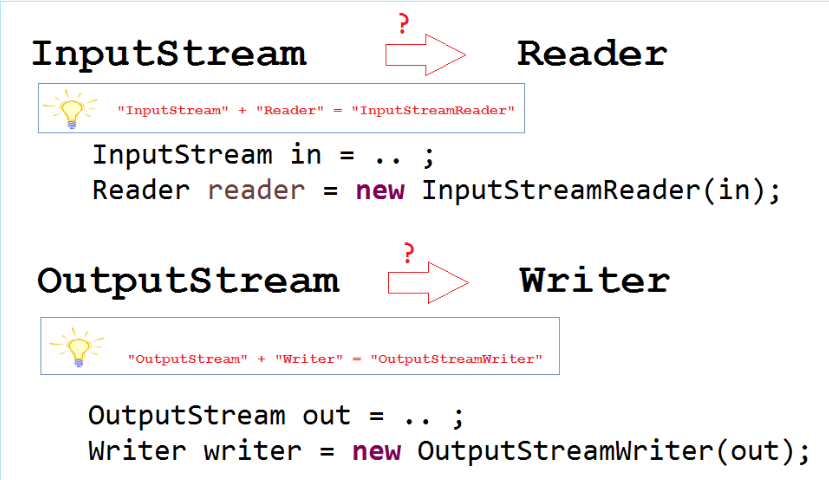 ?
InputStream Reader
"InputStream" + "Reader" = "InputStreamReader"
InputStream in = .. ;
Reader reader = new InputStreamReader(in);
?
OutputStream Writer
"OutputStream" + "Writer" = "OutputStreamWriter"
OutputStream out = .. ;
Writer writer = new OutputStreamWriter(out);